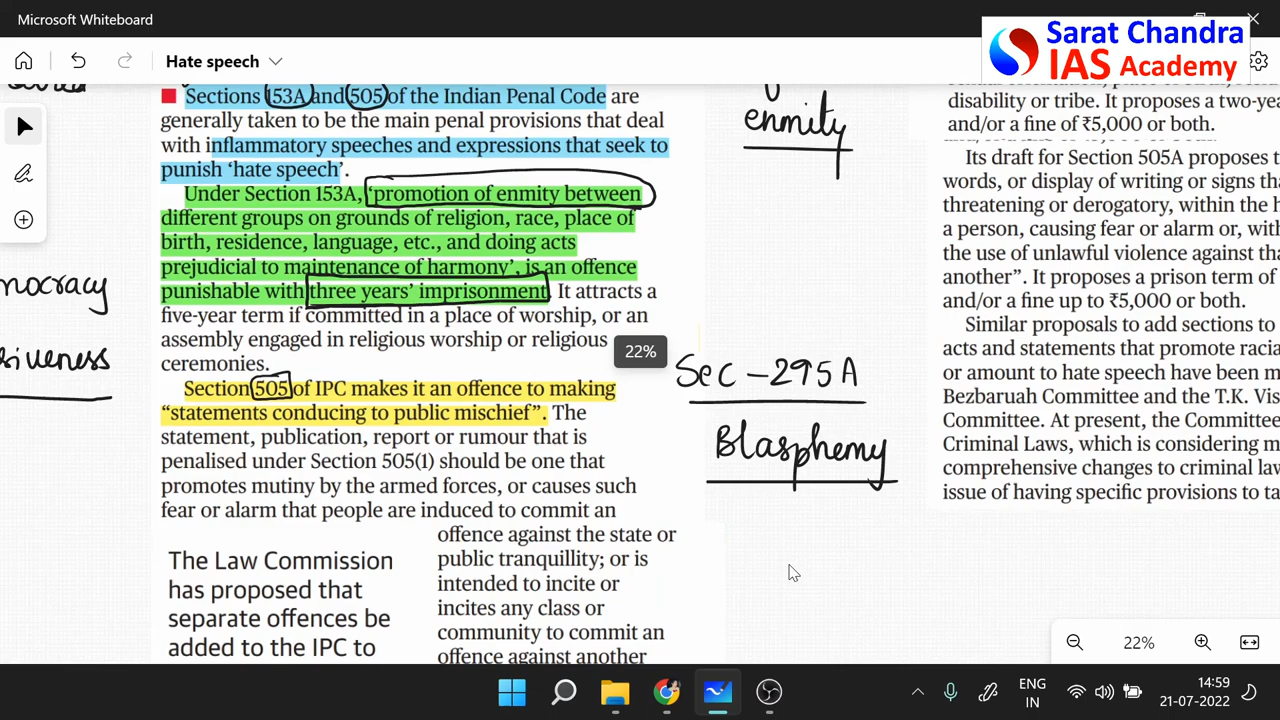 Microsoft Whiteboard
Sarat Chandra
IAS Academy
Hate speech
Sections 153A and 505 of the Indian Penal Code are
generally taken to be the main penal provisions that deal
with inflammatory speeches and expressions that seek to
punish ‘hate speech’.
Under Section 153A, ‘promotion of enmity between
different groups on grounds of religion, race, place of
birth, residence, language, etc., and doing acts
prejudicial to maintenance of harmony’, is an offence
punishable with three years’ imprisonment. It attracts a
five-year term if committed in a place of worship, or an
assembly engaged in religious worship or religious
ceremonies.
Section 505 of IPC makes it an offence to making
“statements conducing to public mischief”. The
statement, publication, report or rumour that is
penalised under Section 505(1) should be one that
promotes mutiny by the armed forces, or causes such
fear or alarm that people are induced to commit an
offence against the state or
public tranquillity; or is
intended to incite or
incites any class or
community to commit an
offence against another
The Law Commission
has proposed that
separate offences be
added to the IPC to
mocracy
siveness
enmity
22%
Sec - 295A
Blasphemy
disability or tribe. It proposes a two-year
and/or a fine of ₹5,000 or both.
Its draft for Section 505A proposes t
words, or display of writing or signs tha
threatening or derogatory, within the h
a person, causing fear or alarm or, with
the use of unlawful violence against tha
another”. It proposes a prison term of
and/or a fine up to ₹5,000 or both.
Similar proposals to add sections to
acts and statements that promote racia
or amount to hate speech have been m
Bezbaruah Committee and the T.K. Vis
Committee. At present, the Committee
Criminal Laws, which is considering m
comprehensive changes to criminal law
issue of having specific provisions to ta
22%
ENG
IN
14:59
21-07-2022